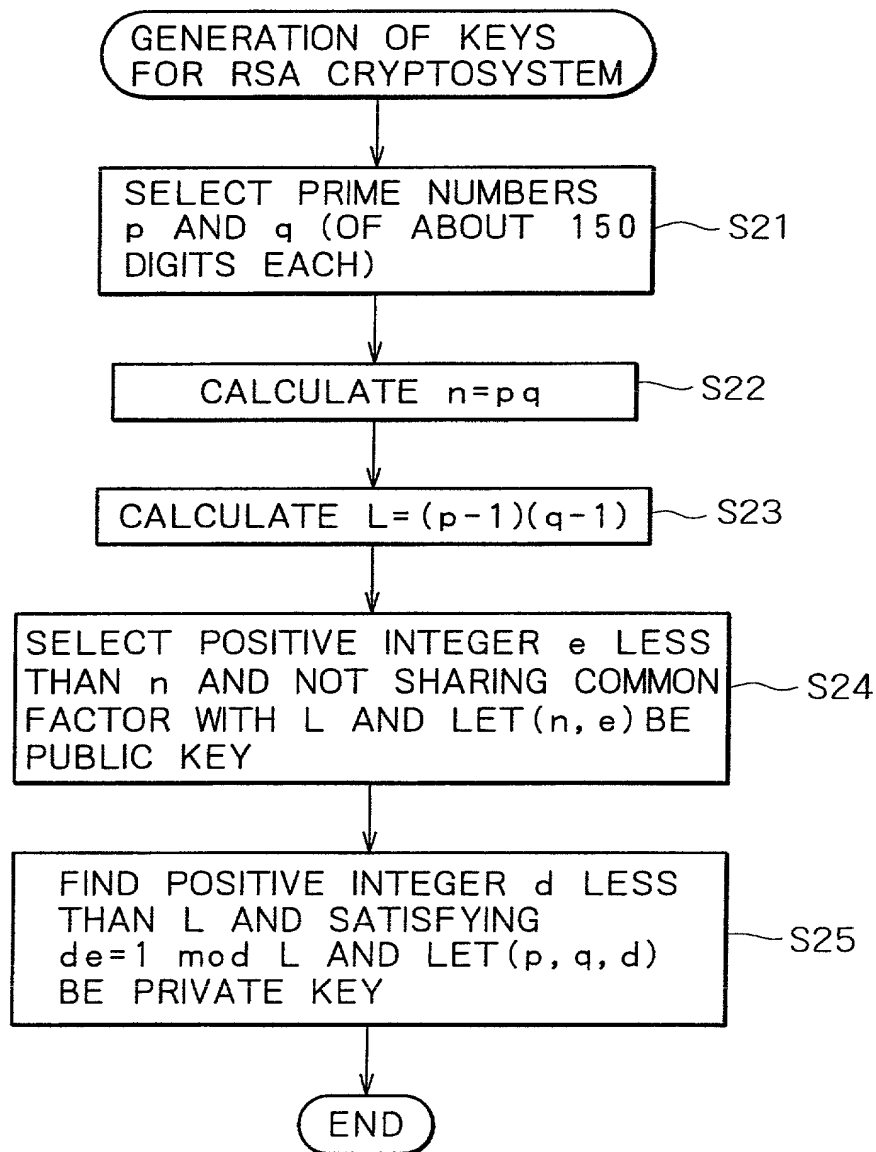 GENERATION OF KEYS
FOR RSA CRYPTOSYSTEM
SELECT PRIME NUMBERS
p AND q (OF ABOUT 150
DIGITS EACH)
S21
CALCULATE n=pq
S22
CALCULATE L=(p-1)(q-1)
S23
SELECT POSITIVE INTEGER e LESS
THAN n AND NOT SHARING COMMON
FACTOR WITH L AND LET(n,e)BE
PUBLIC KEY
S24
FIND POSITIVE INTEGER d LESS
THAN L AND SATISFYING
de=1 mod L AND LET(p,q,d)
BE PRIVATE KEY
S25
END